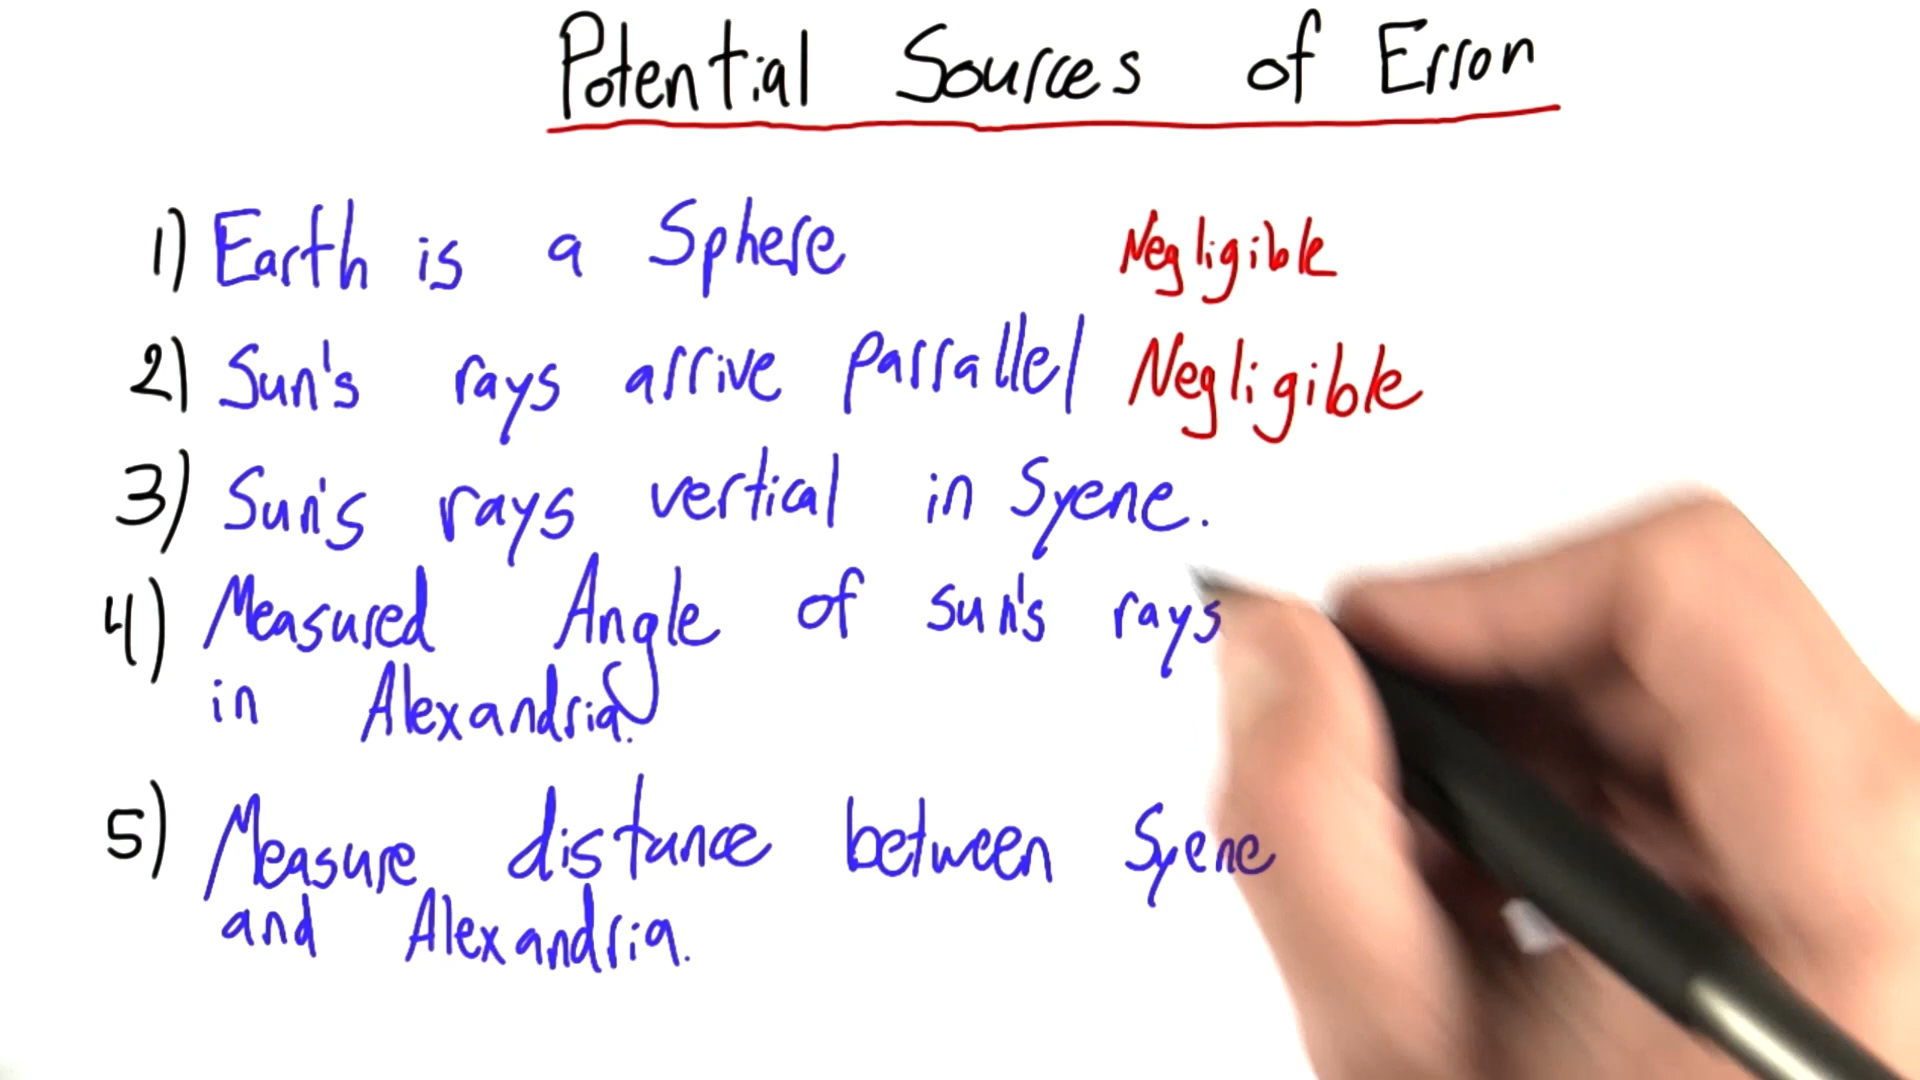 Potential Sources of Error
1) Earth is a Sphere Negligible
2) Sun's rays arrive parrallel Negligible
3) Sun's rays vertical in Syene.
4) Measured Angle of sun's rays
in Alexandria.
5) Measure distance between Syene
and Alexandria.